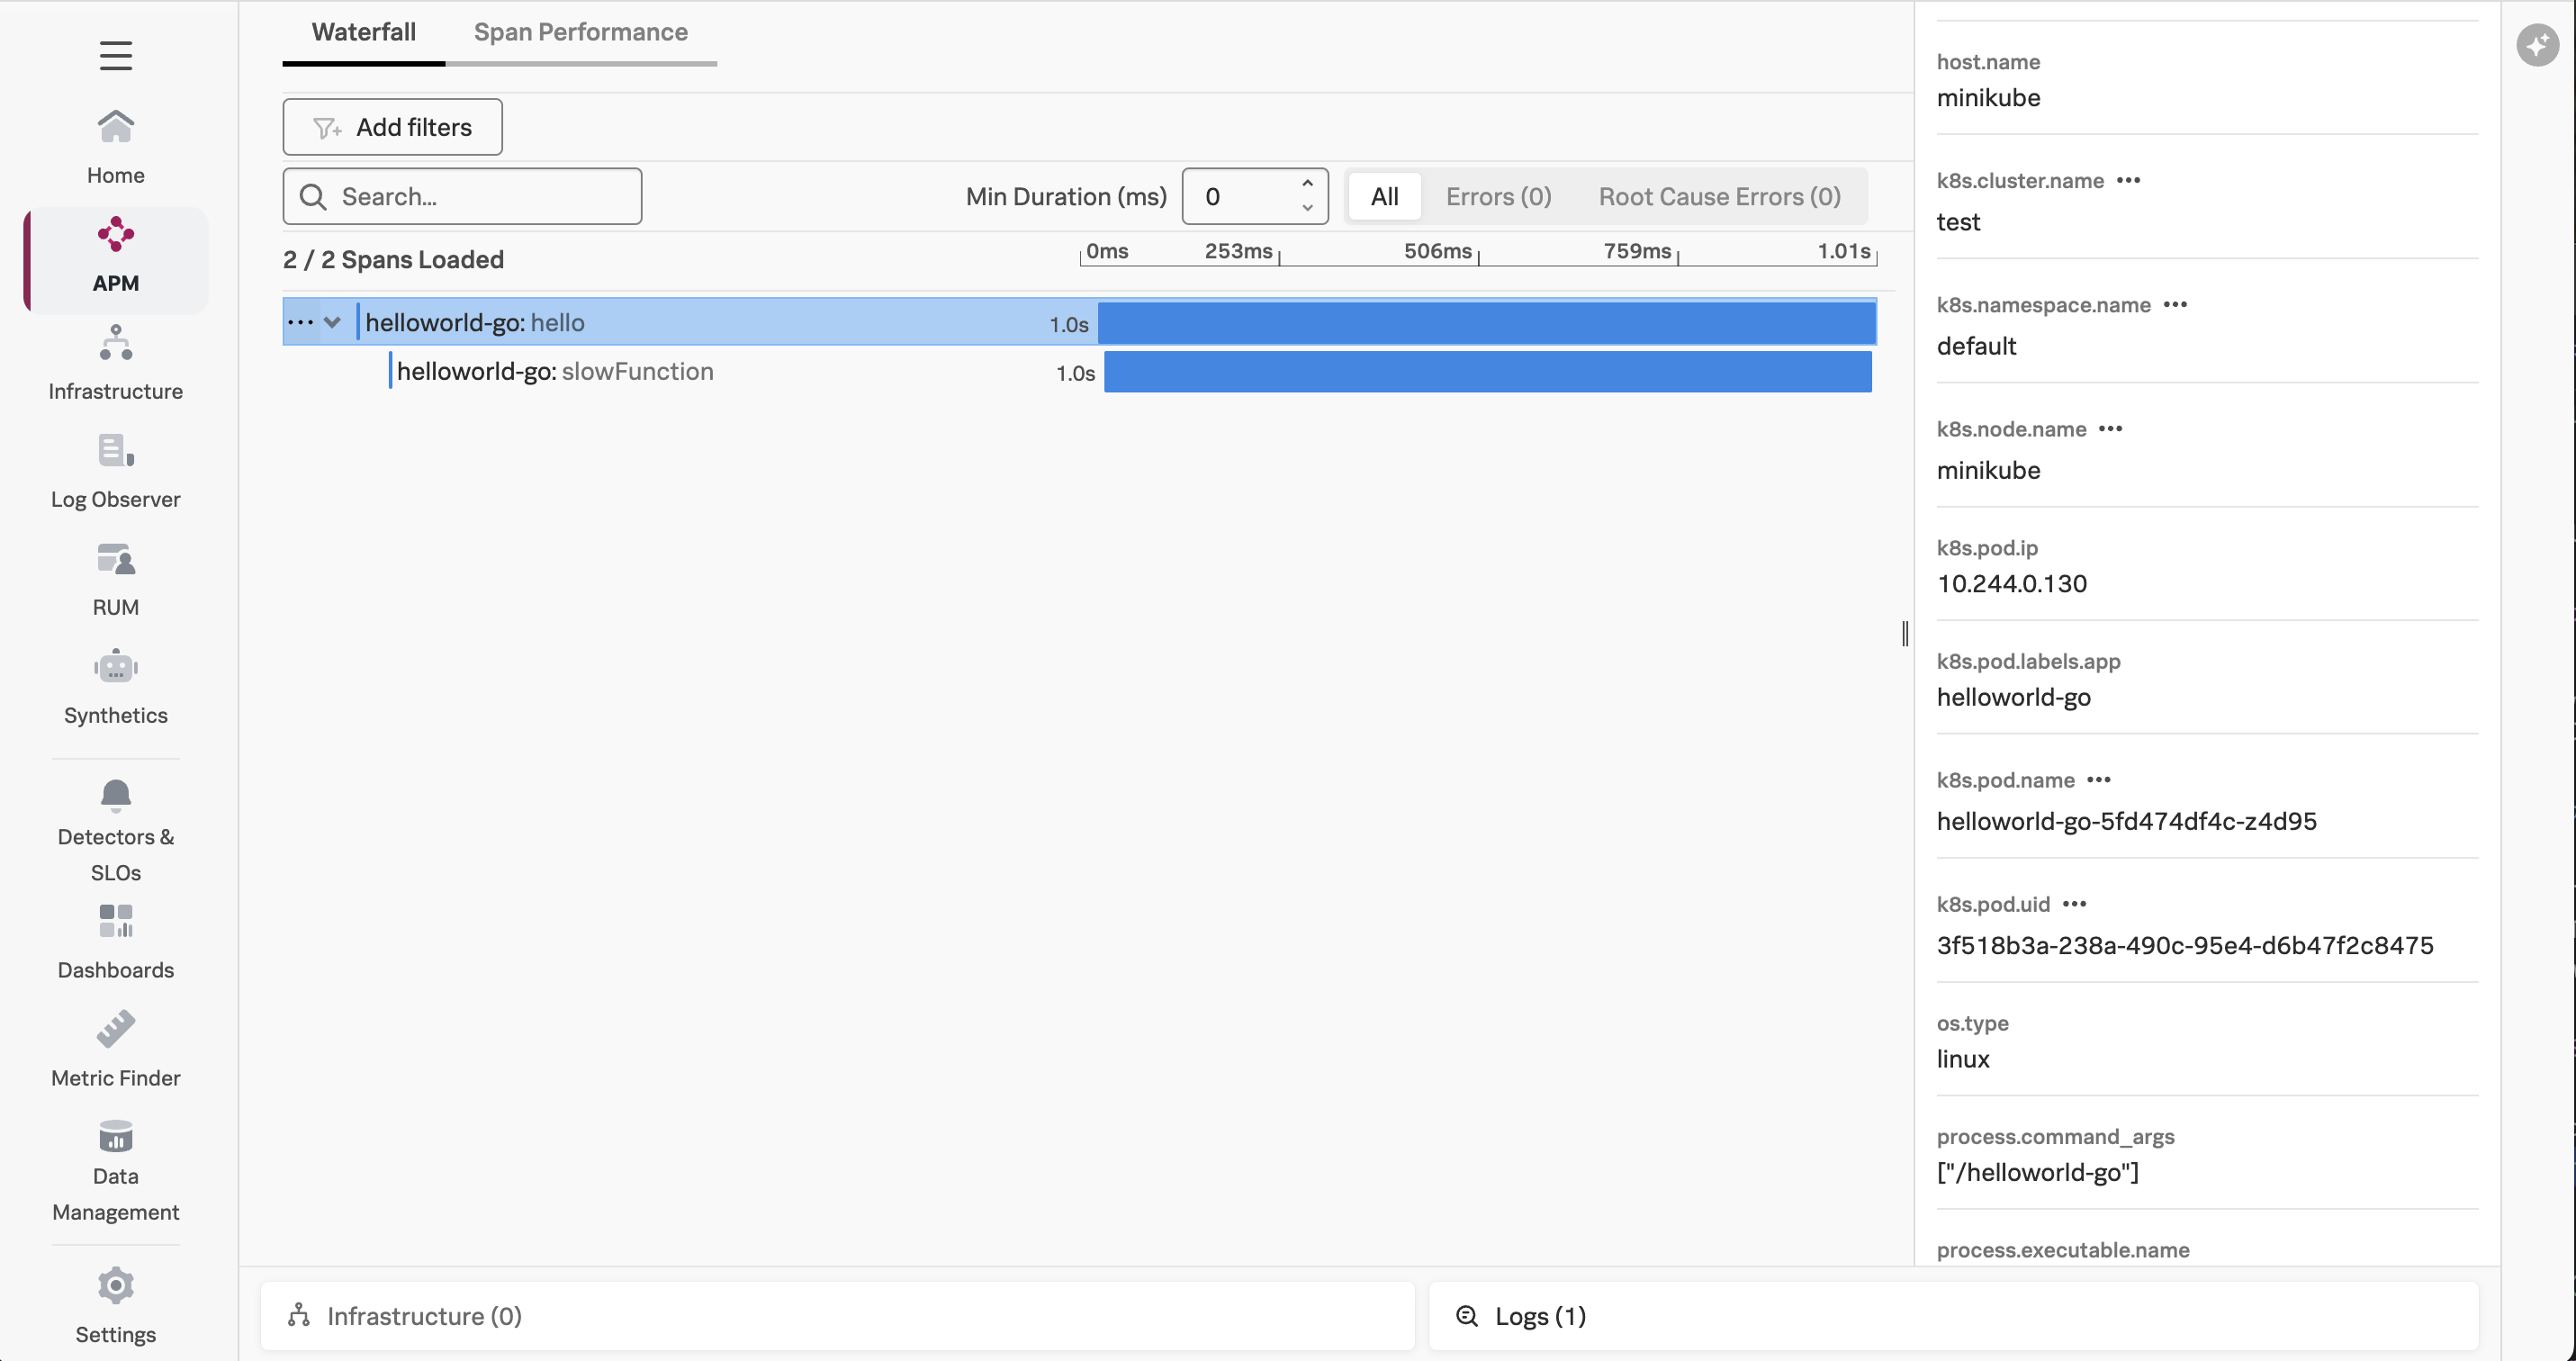 Home
APM
Infrastructure
Log Observer
RUM
Synthetics
Detectors &
SLOs
Dashboards
Metric Finder
Data
Management
Settings
Waterfall Span Performance
Add filters
Search... Min Duration (ms) 0 All Errors (0) Root Cause Errors (0)
2 / 2 Spans Loaded 0ms 253ms 506ms 759ms 1.01s
helloworld-go: hello 1.0s
helloworld-go: slowFunction 1.0s
Infrastructure (0) Logs (1)
host.name
minikube
k8s.cluster.name •••
test
k8s.namespace.name •••
default
k8s.node.name •••
minikube
k8s.pod.ip
10.244.0.130
k8s.pod.labels.app
helloworld-go
k8s.pod.name •••
helloworld-go-5fd474df4c-z4d95
k8s.pod.uid •••
3f518b3a-238a-490c-95e4-d6b47f2c8475
os.type
linux
process.command_args
["/helloworld-go"]
process.executable.name